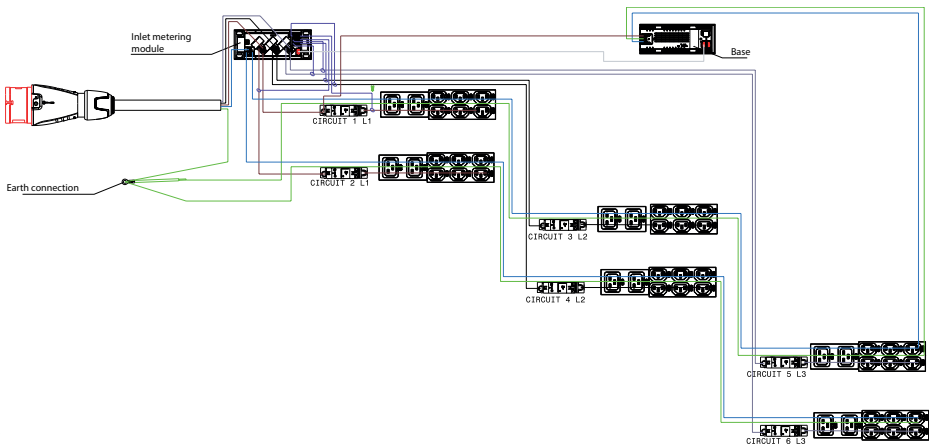 Inlet metering
module
Base
CIRCUIT 1 L1
CIRCUIT 2 L1
Earth connection
CIRCUIT 3 L2
CIRCUIT 4 L2
CIRCUIT 5 L3
CIRCUIT 6 L3